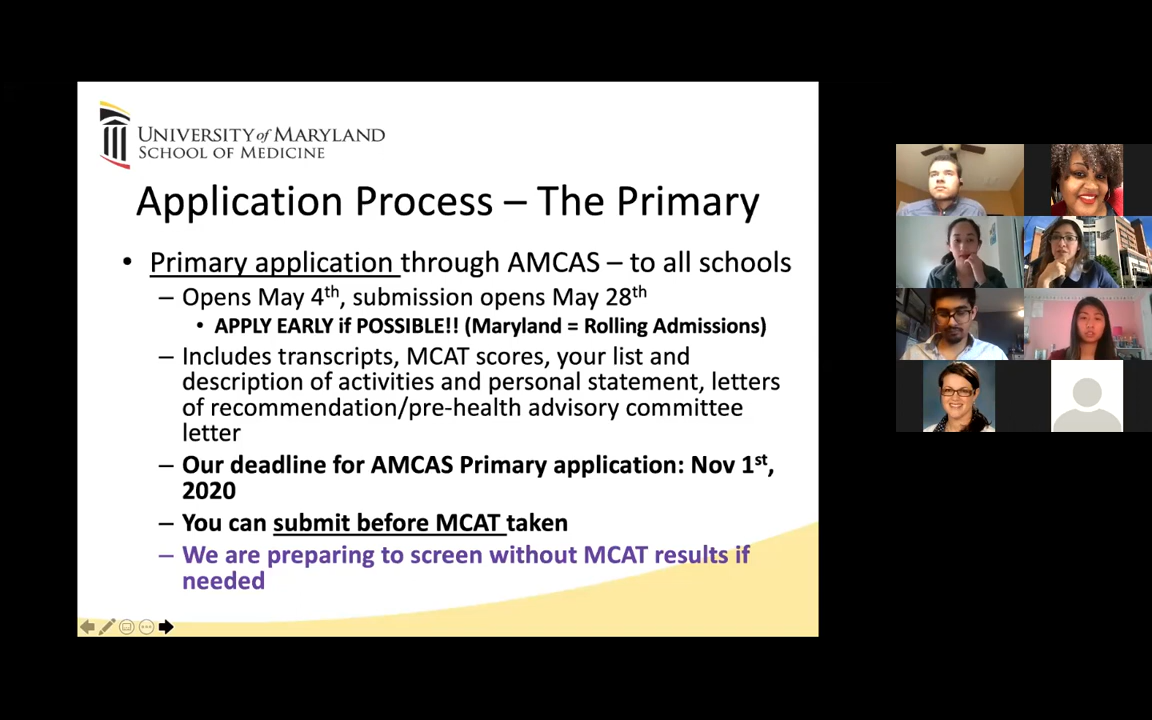 UNIVERSITY of MARYLAND
SCHOOL OF MEDICINE
Application Process – The Primary
• Primary application through AMCAS – to all schools
– Opens May 4th, submission opens May 28th
• APPLY EARLY if POSSIBLE!! (Maryland = Rolling Admissions)
– Includes transcripts, MCAT scores, your list and
description of activities and personal statement, letters
of recommendation/pre-health advisory committee
letter
– Our deadline for AMCAS Primary application: Nov 1st,
2020
– You can submit before MCAT taken
– We are preparing to screen without MCAT results if
needed